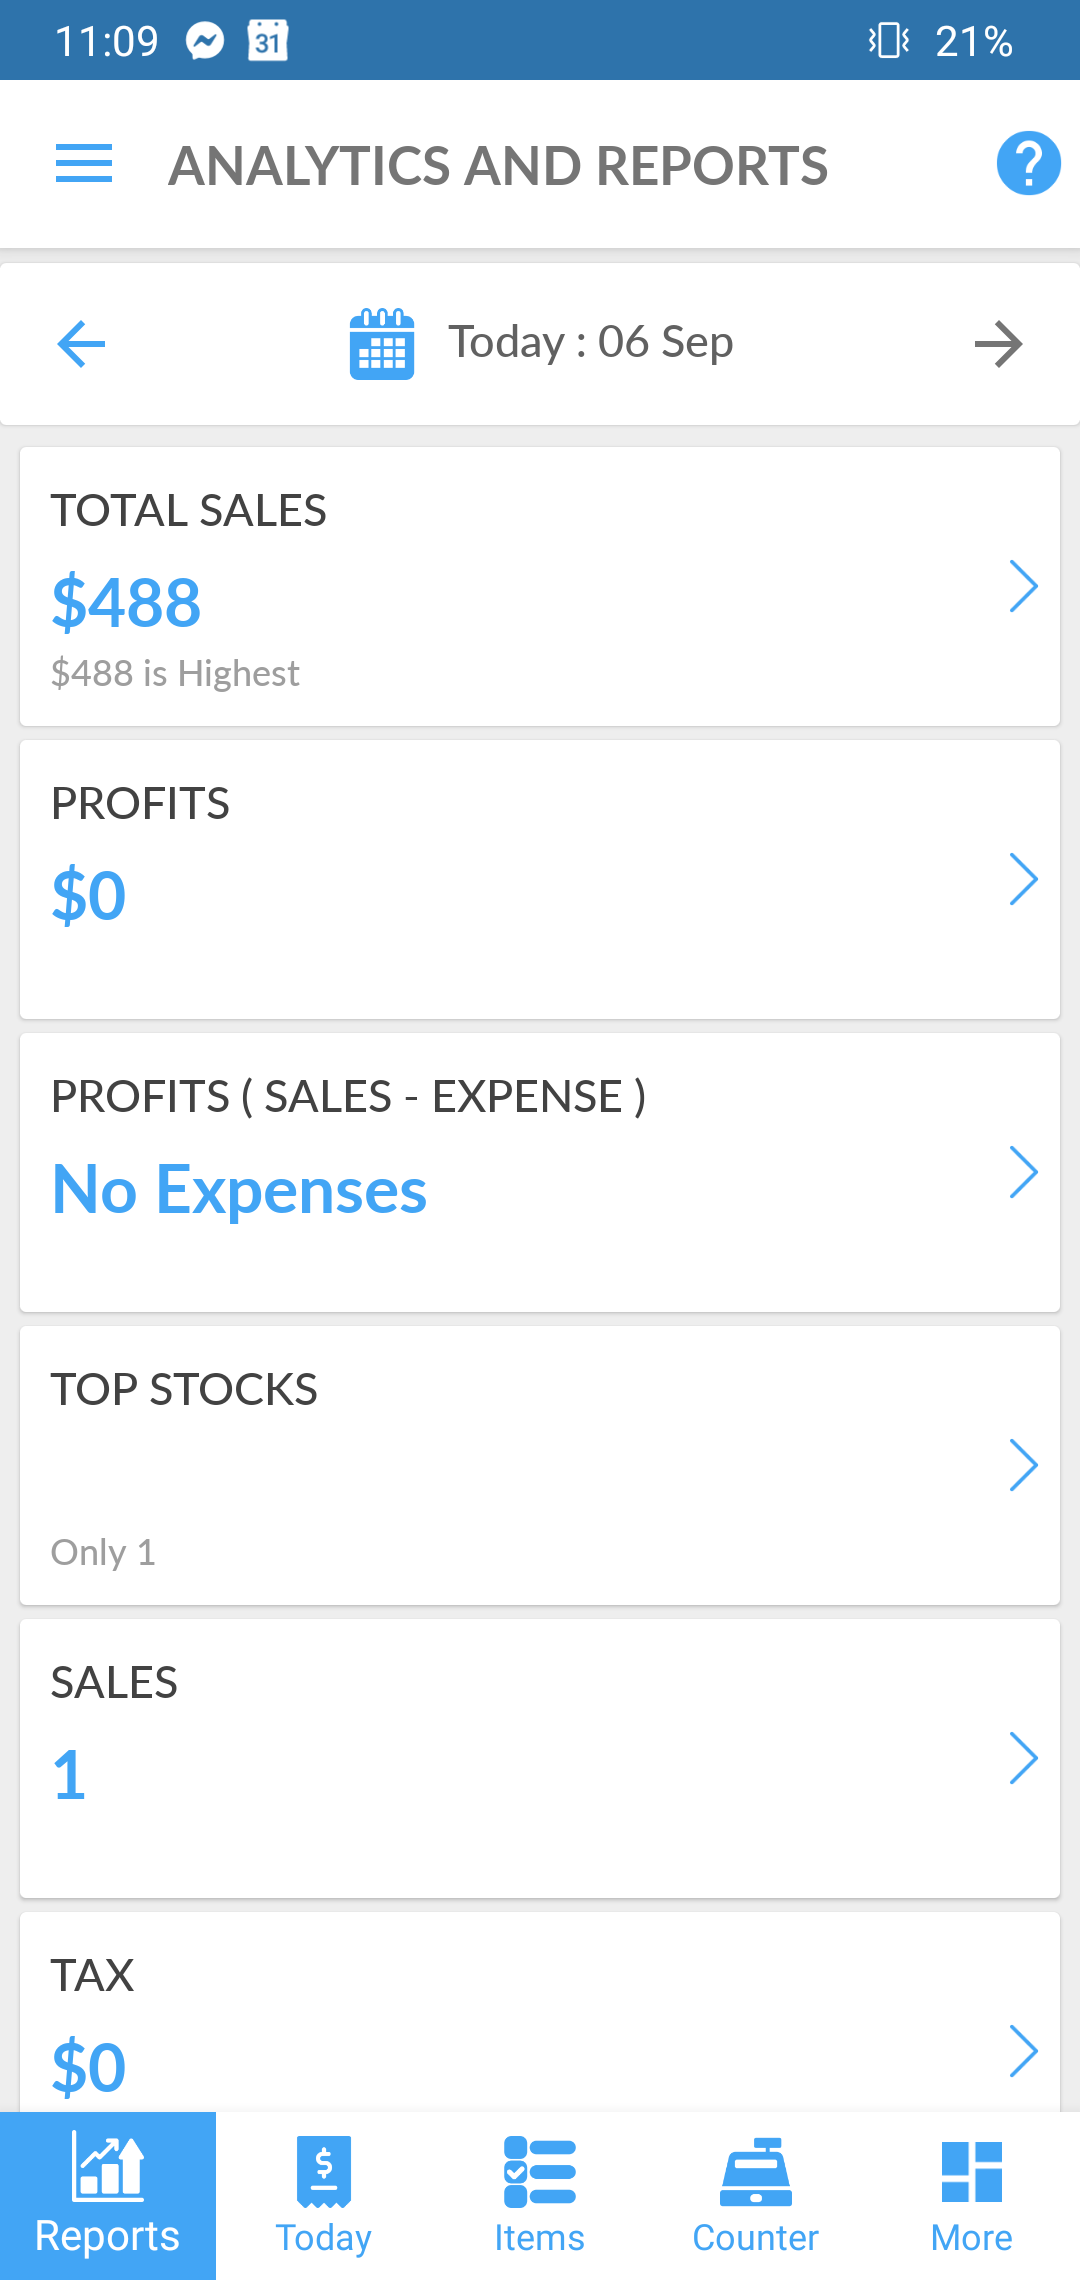 11:09 31 21%
ANALYTICS AND REPORTS ?
Today : 06 Sep
TOTAL SALES
$488
$488 is Highest
PROFITS
$0
PROFITS ( SALES - EXPENSE )
No Expenses
TOP STOCKS
Only 1
SALES
1
TAX
$0
$
Reports Today Items Counter More